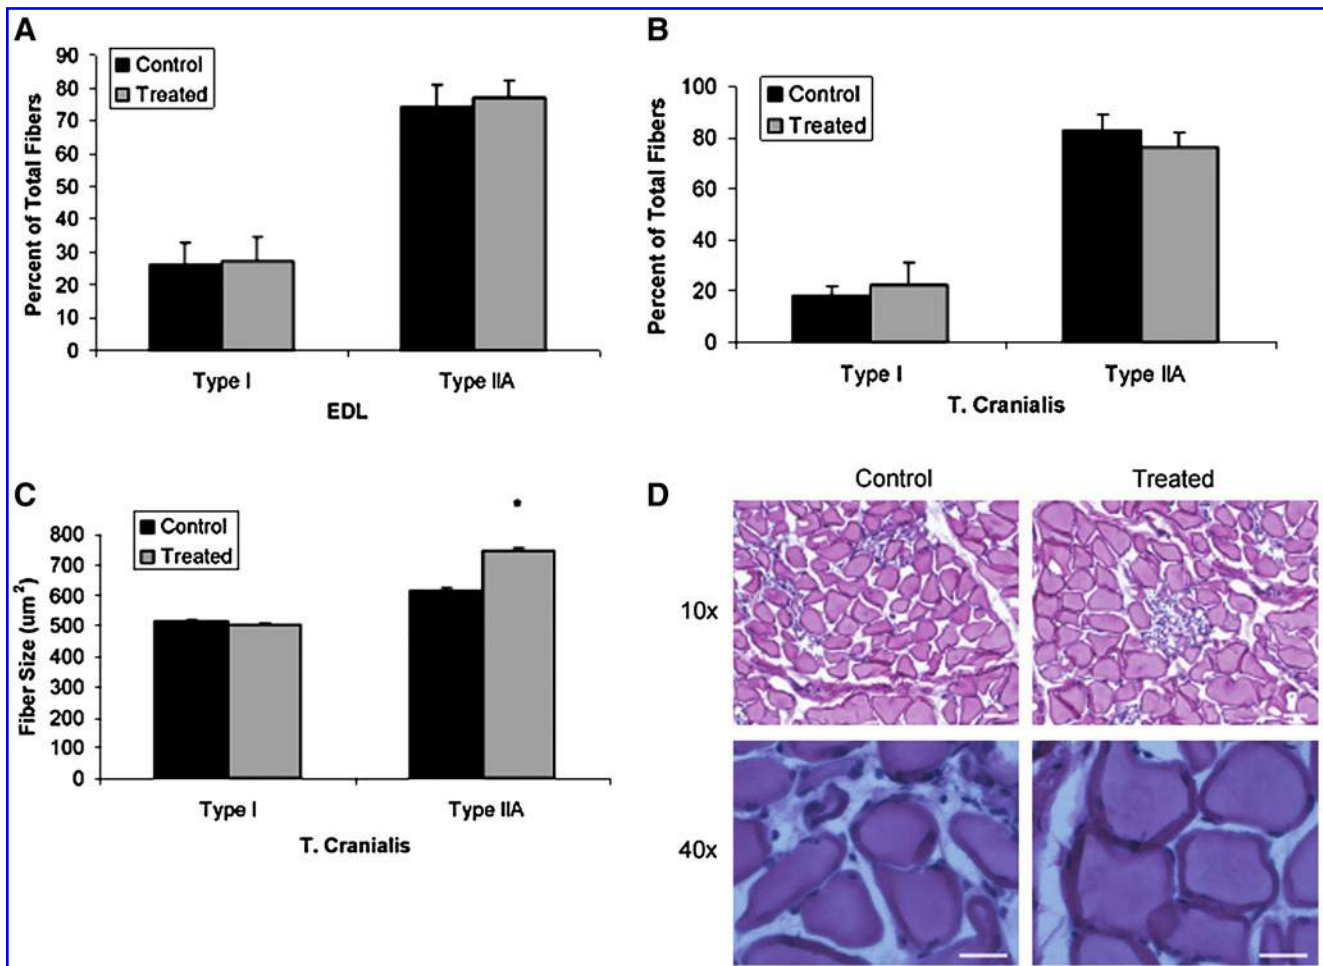 A
Control
Treated
Percent of Total Fibers
90
80
70
60
50
40
30
20
10
0
Type I
Type IIA
EDL
B
Control
Treated
Percent of Total Fibers
100
80
60
40
20
0
Type I
Type IIA
T. Cranialis
C
*
Control
Treated
Fiber Size (um²)
800
700
600
500
400
300
200
100
0
Type I
Type IIA
T. Cranialis
D
Control
Treated
10x
40x